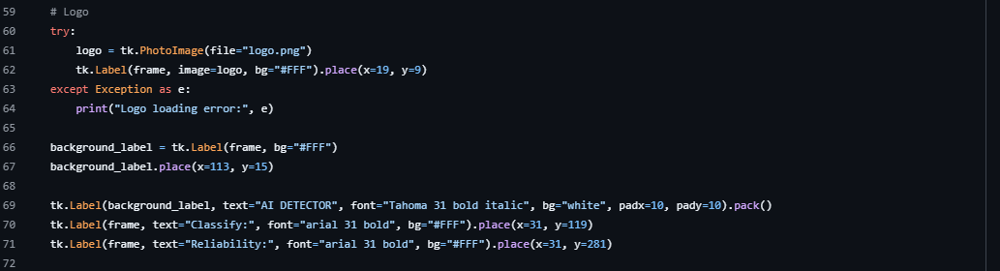 59 # Logo
60 try:
61     logo = tk.PhotoImage(file="logo.png")
62     tk.Label(frame, image=logo, bg="#FFF").place(x=19, y=9)
63 except Exception as e:
64     print("Logo loading error:", e)
65
66 background_label = tk.Label(frame, bg="#FFF")
67 background_label.place(x=113, y=15)
68
69 tk.Label(background_label, text="AI DETECTOR", font="Tahoma 31 bold italic", bg="white", padx=10, pady=10).pack()
70 tk.Label(frame, text="Classify:", font="arial 31 bold", bg="#FFF").place(x=31, y=119)
71 tk.Label(frame, text="Reliability:", font="arial 31 bold", bg="#FFF").place(x=31, y=281)
72